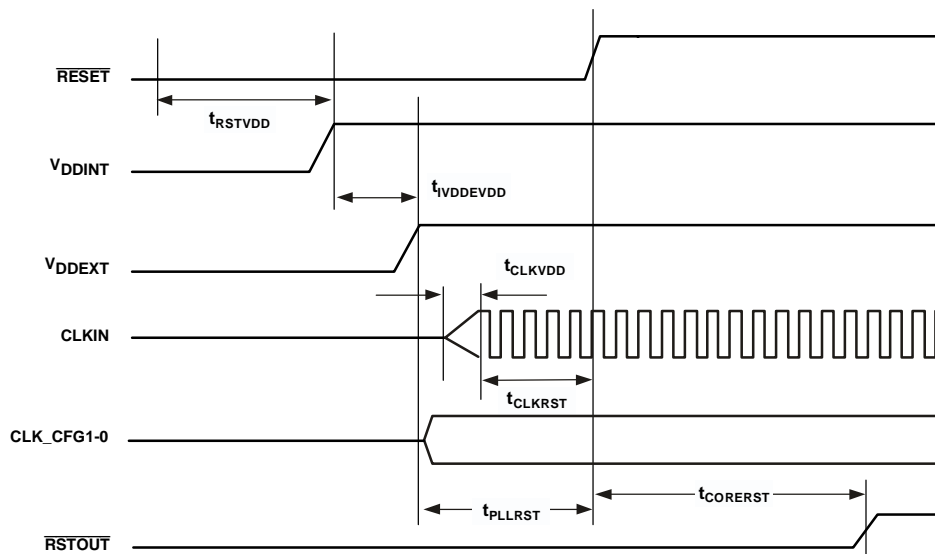 RESET
tRSTVDD
VDDINT
tIVDDEVDD
VDDEXT
tCLKVDD
CLKIN
tCLKRST
CLK_CFG1-0
tPLLRST
tCORERST
RSTOUT